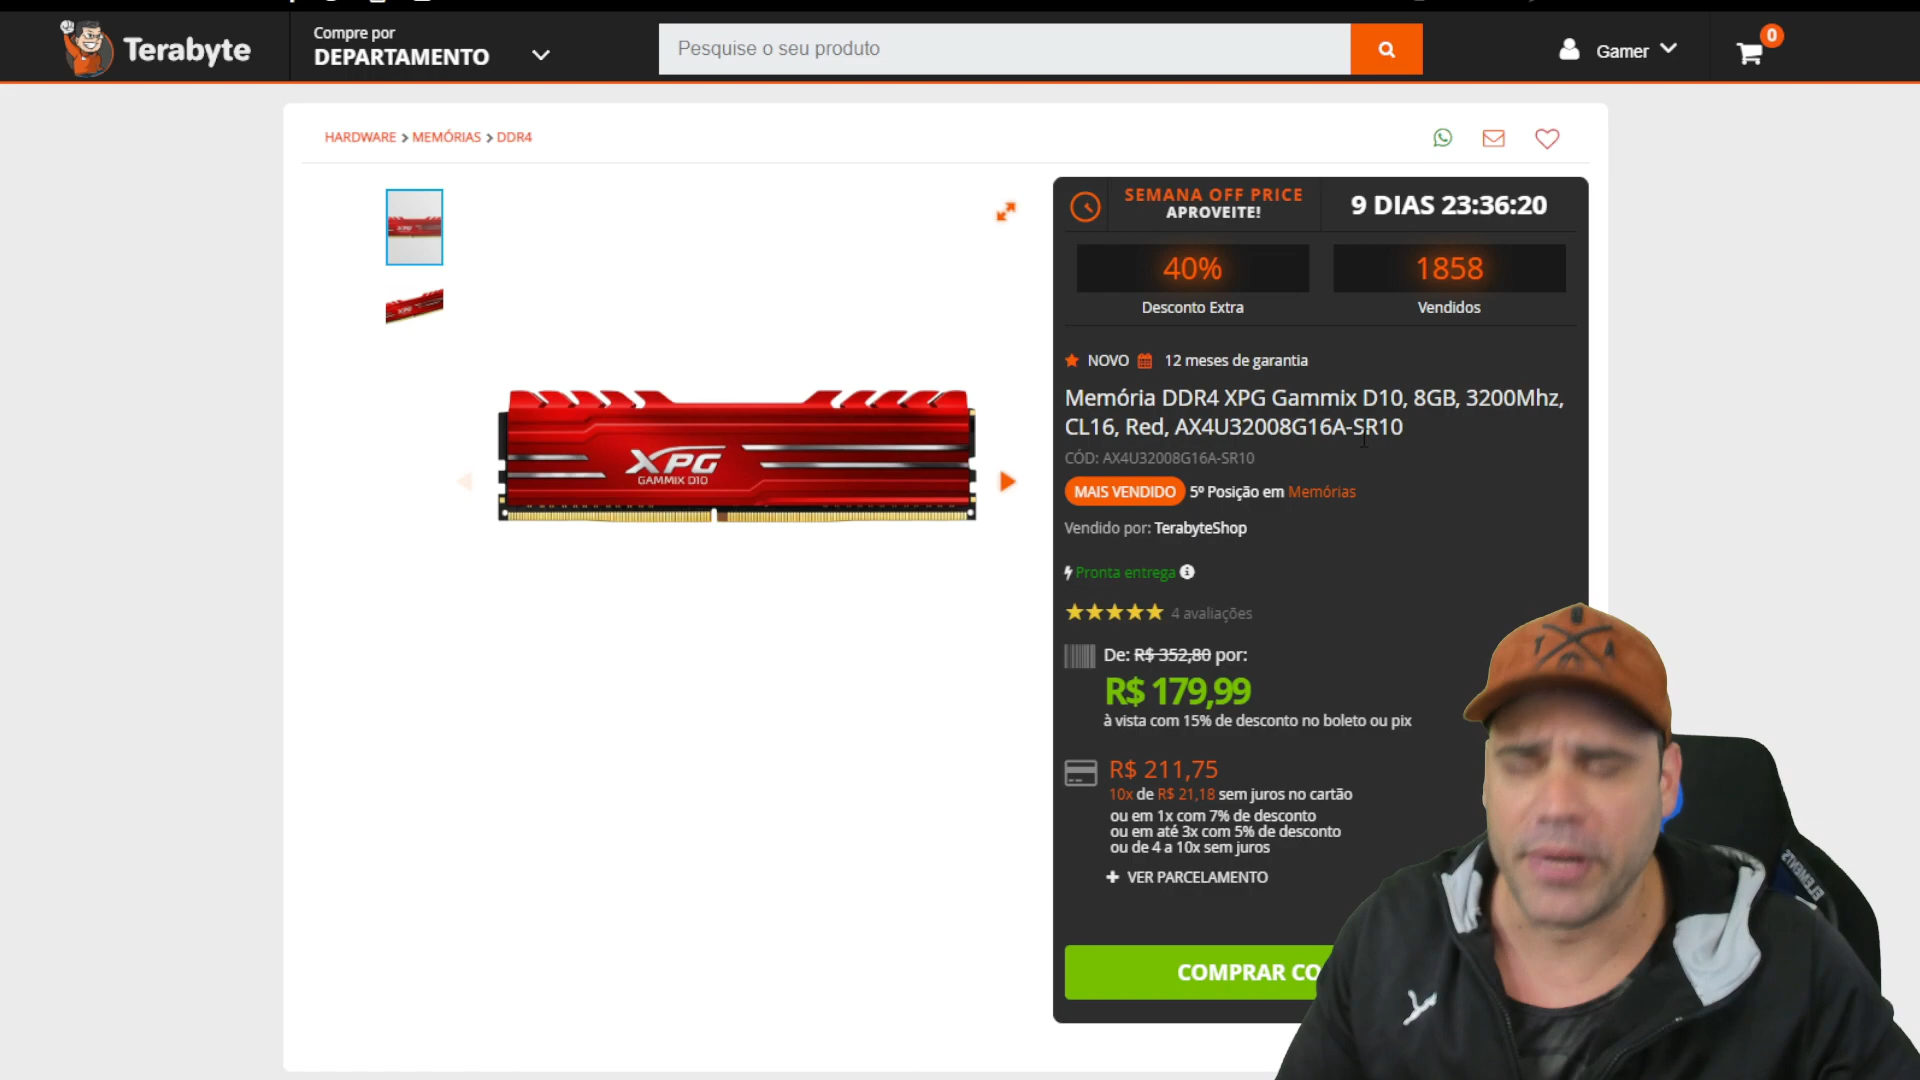 Terabyte
Compre por
DEPARTAMENTO
Pesquise o seu produto
Gamer
0
HARDWARE > MEMÓRIAS > DDR4
SEMANA OFF PRICE
APROVEITE!
9 DIAS 23:36:20
40%
Desconto Extra
1858
Vendidos
NOVO 12 meses de garantia
Memória DDR4 XPG Gammix D10, 8GB, 3200Mhz,
CL16, Red, AX4U32008G16A-SR10
CÓD: AX4U32008G16A-SR10
MAIS VENDIDO 5º Posição em Memórias
Vendido por: TerabyteShop
Pronta entrega
4 avaliações
De: R$ 352,80 por:
R$ 179,99
à vista com 15% de desconto no boleto ou pix
R$ 211,75
10x de R$ 21,18 sem juros no cartão
ou em 1x com 7% de desconto
ou em até 3x com 5% de desconto
ou de 4 a 10x sem juros
+ VER PARCELAMENTO
COMPRAR CO
XPG
GAMMIX D10
ELEMENTS